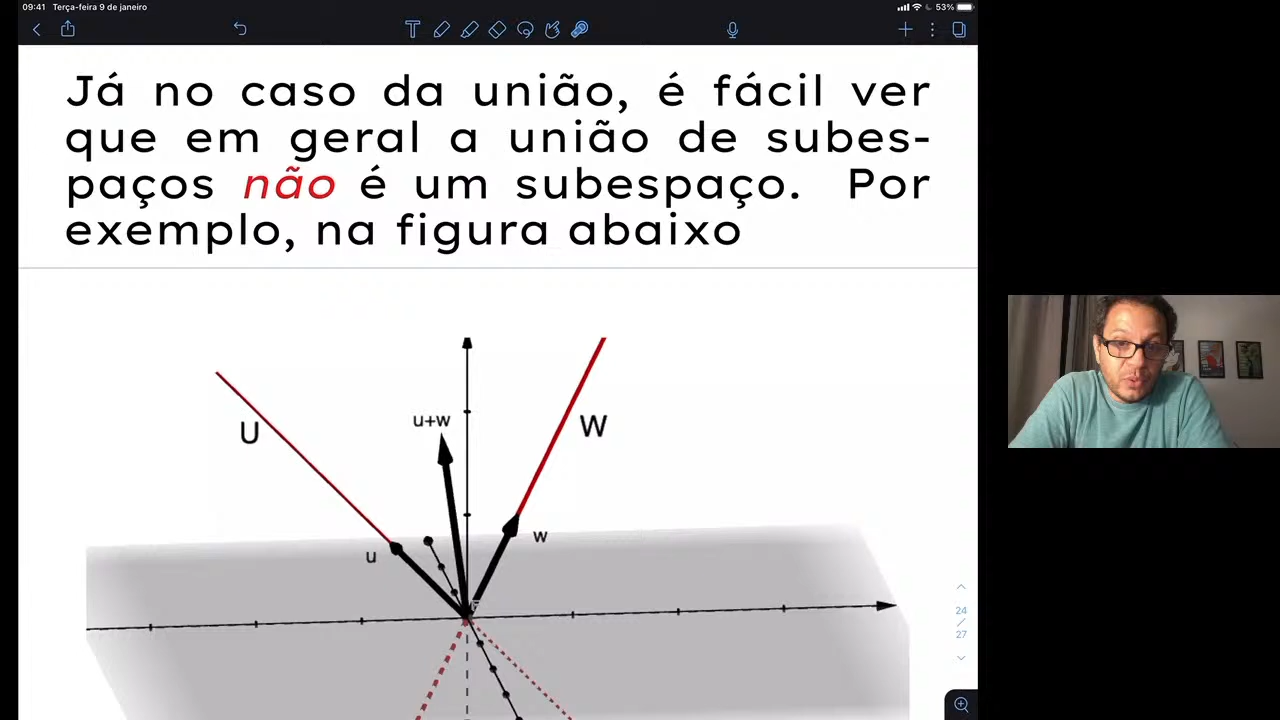 09:41 Terça-feira 9 de janeiro
53%
Já no caso da união, é fácil ver
que em geral a união de subes-
paços não é um subespaço. Por
exemplo, na figura abaixo
U
u+w
W
u
w
24
/
27